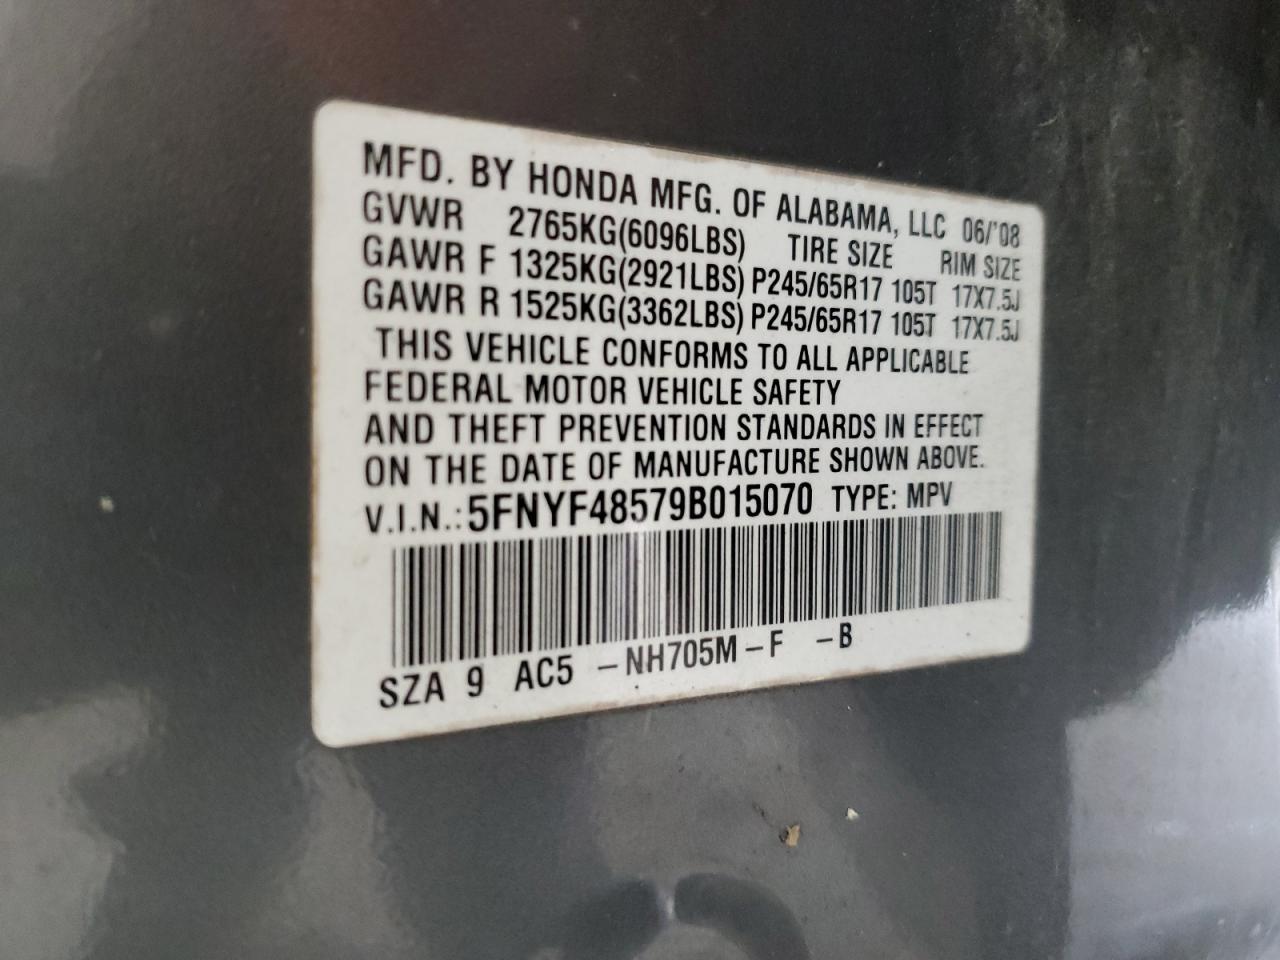 MFD. BY HONDA MFG. OF ALABAMA, LLC 06/'08
GVWR 2765KG(6096LBS) TIRE SIZE RIM SIZE
GAWR F 1325KG(2921LBS) P245/65R17 105T 17X7.5J
GAWR R 1525KG(3362LBS) P245/65R17 105T 17X7.5J
THIS VEHICLE CONFORMS TO ALL APPLICABLE
FEDERAL MOTOR VEHICLE SAFETY
AND THEFT PREVENTION STANDARDS IN EFFECT
ON THE DATE OF MANUFACTURE SHOWN ABOVE.
V.I.N.: 5FNYF48579B015070 TYPE: MPV
SZA 9 AC5 -NH705M-F -B